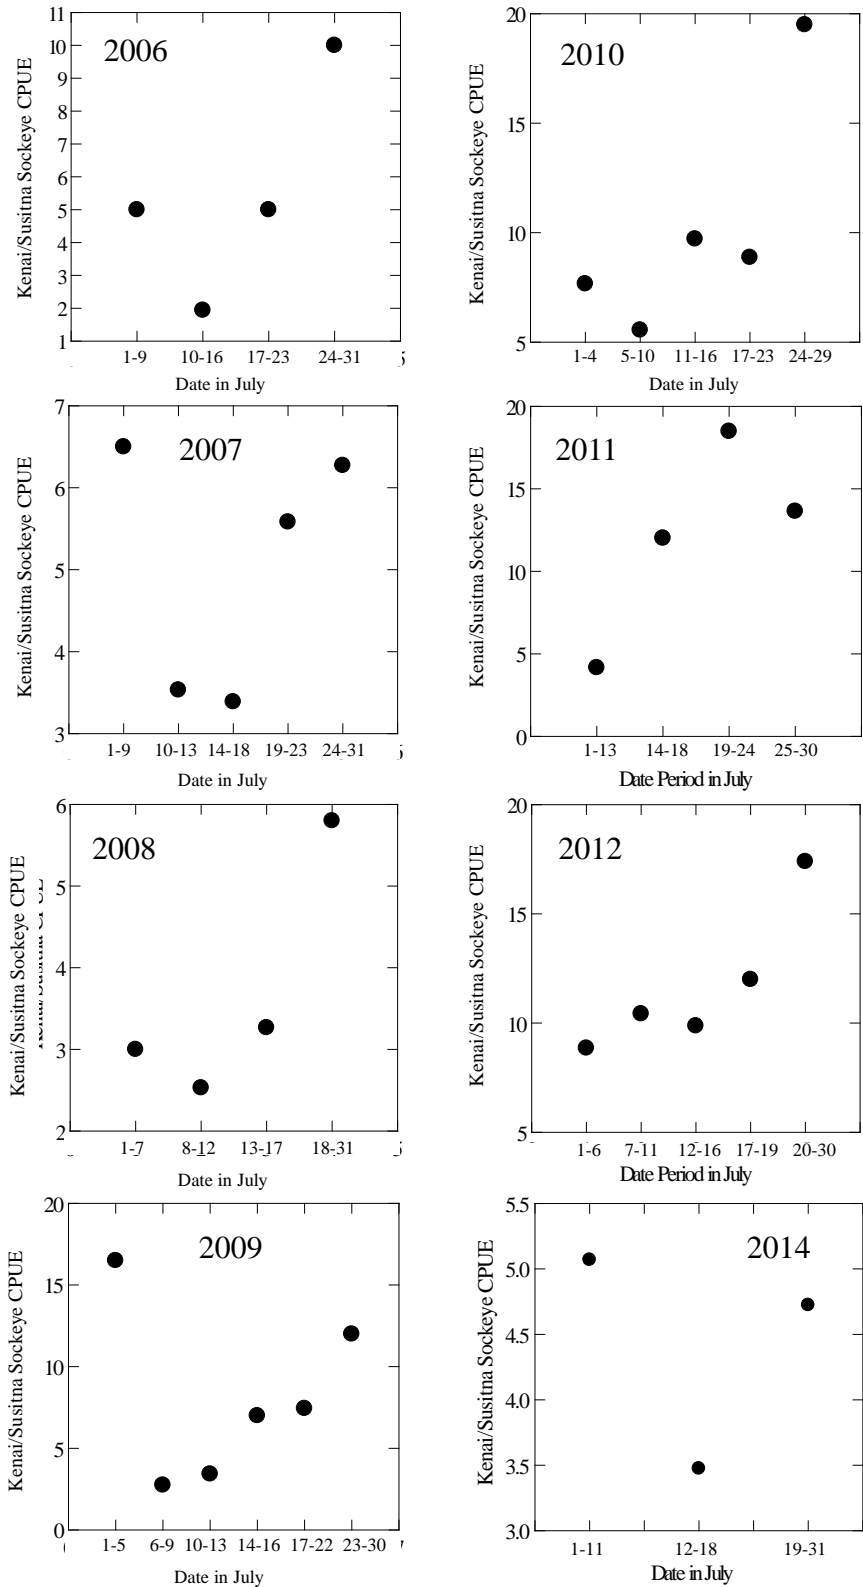 2006
Kenai/Susitna Sockeye CPUE
11
10
9
8
7
6
5
4
3
2
1
1-9 10-16 17-23 24-31
Date in July
2010
Kenai/Susitna Sockeye CPUE
20
15
10
5
1-4 5-10 11-16 17-23 24-29
Date in July
2007
Kenai/Susitna Sockeye CPUE
7
6
5
4
3
1-9 10-13 14-18 19-23 24-31
Date in July
2011
Kenai/Susitna Sockeye CPUE
20
15
10
5
0
1-13 14-18 19-24 25-30
Date Period in July
2008
Kenai/Susitna Sockeye CPUE
6
5
4
3
2
1-7 8-12 13-17 18-31
Date in July
2012
Kenai/Susitna Sockeye CPUE
20
15
10
5
1-6 7-11 12-16 17-19 20-30
Date Period in July
2009
Kenai/Susitna Sockeye CPUE
20
15
10
5
0
1-5 6-9 10-13 14-16 17-22 23-30
Date in July
2014
Kenai/Susitna Sockeye CPUE
5.5
5.0
4.5
4.0
3.5
3.0
1-11 12-18 19-31
Date in July